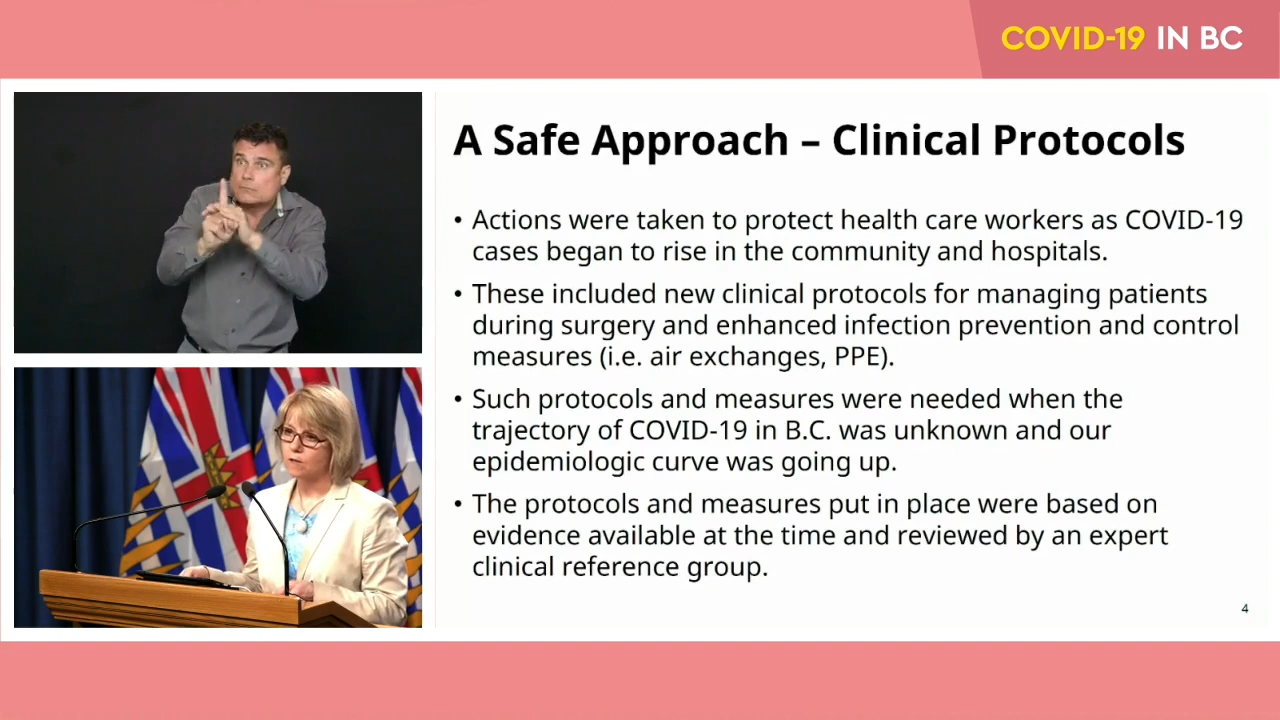 COVID-19 IN BC
A Safe Approach – Clinical Protocols
• Actions were taken to protect health care workers as COVID-19
cases began to rise in the community and hospitals.
• These included new clinical protocols for managing patients
during surgery and enhanced infection prevention and control
measures (i.e. air exchanges, PPE).
• Such protocols and measures were needed when the
trajectory of COVID-19 in B.C. was unknown and our
epidemiologic curve was going up.
• The protocols and measures put in place were based on
evidence available at the time and reviewed by an expert
clinical reference group.
4